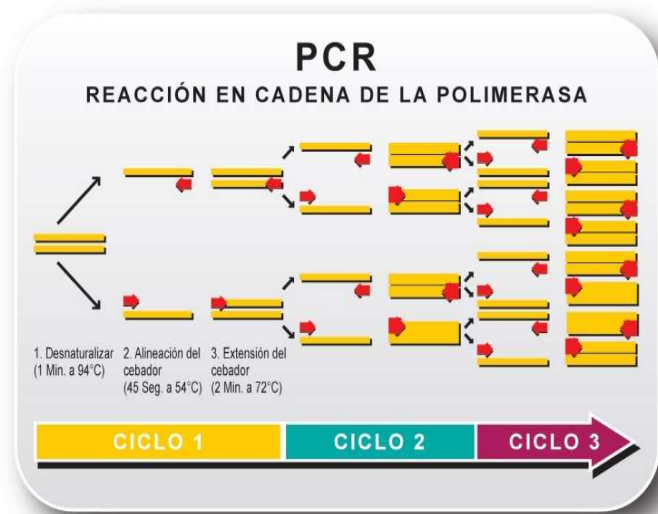 PCR
REACCIÓN EN CADENA DE LA POLIMERASA
1. Desnaturalizar
(1 Min. a 94°C)
2. Alineación del
cebador
(45 Seg. a 54°C)
3. Extensión del
cebador
(2 Min. a 72°C)
CICLO 1
CICLO 2
CICLO 3